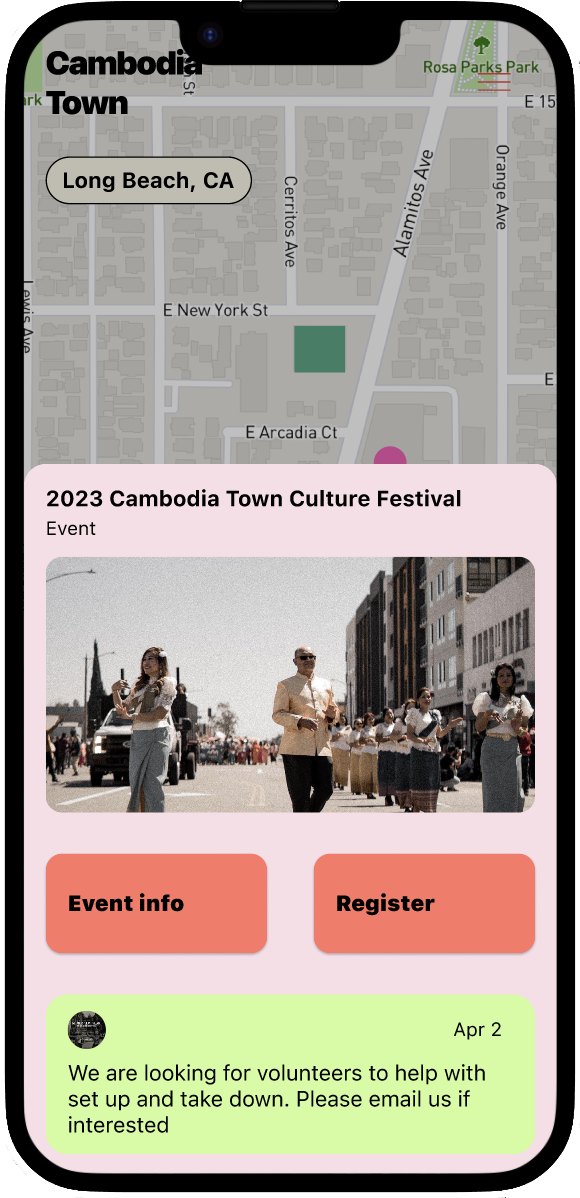 Cambodia
Town
Rosa Parks Park
ark
St
E 15
Long Beach, CA
Cerritos Ave
Alamitos Ave
Orange Ave
Lewis Ave
E New York St
E
E Arcadia Ct
2023 Cambodia Town Culture Festival
Event
Event info
Register
Apr 2
We are looking for volunteers to help with
set up and take down. Please email us if
interested